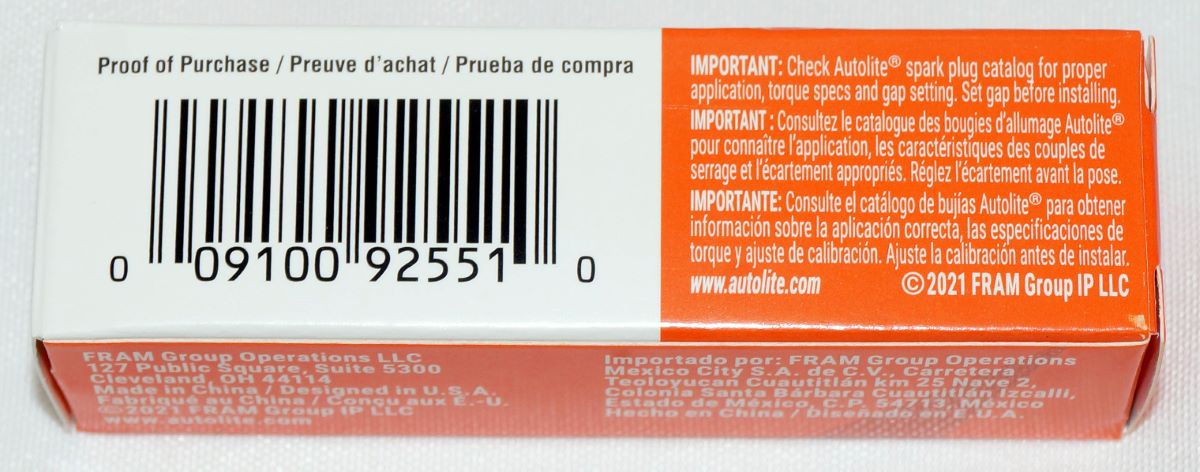 Proof of Purchase / Preuve d'achat / Prueba de compra
0 09100 92551 0
IMPORTANT: Check Autolite® spark plug catalog for proper
application, torque specs and gap setting. Set gap before installing.
IMPORTANT : Consultez le catalogue des bougies d'allumage Autolite®
pour connaître l'application, les caractéristiques des couples de
serrage et l'écartement appropriés. Réglez l'écartement avant la pose.
IMPORTANTE: Consulte el catálogo de bujías Autolite® para obtener
información sobre la aplicación correcta, las especificaciones de
torque y ajuste de calibración. Ajuste la calibración antes de instalar.
www.autolite.com ©2021 FRAM Group IP LLC
FRAM Group Operations LLC
127 Public Square, Suite 5300
Cleveland, OH 44114
Made in China / Designed in U.S.A.
Fabriqué au China / Conçu aux E.-U.
©2021 FRAM Group IP LLC
www.autolite.com
Importado por: FRAM Group Operations
Mexico City S.A. de C.V., Carretera
Teoloyucan Cuautitlán km 25 Nave 2,
Colonia Santa Bárbara Cuautitlán Izcalli,
Estado de México, C.P. 54713, México
Hecho en China / biseñado en E.U.A.